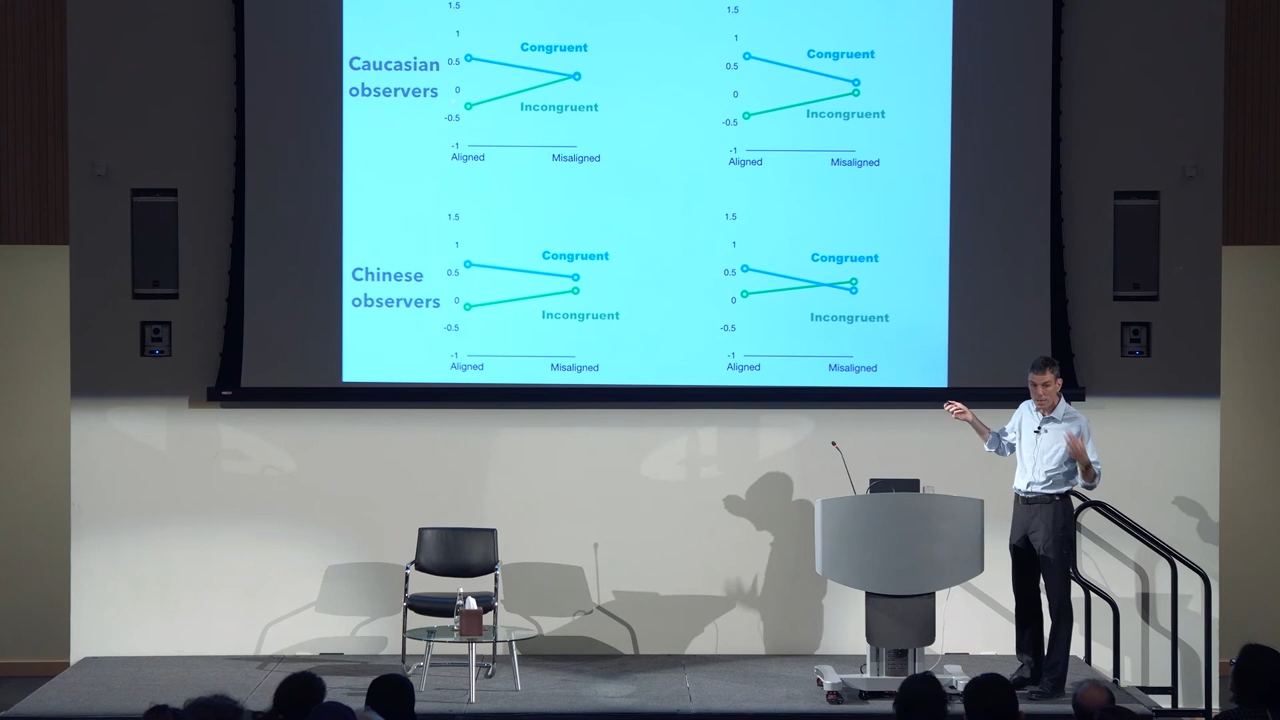 1.5
1
Congruent
Caucasian
observers
0.5
0
Incongruent
-0.5
-1
Aligned
Misaligned
1.5
1
Congruent
0.5
0
Incongruent
-0.5
-1
Aligned
Misaligned
1.5
1
Congruent
Chinese
observers
0.5
0
Incongruent
-0.5
-1
Aligned
Misaligned
1.5
1
Congruent
0.5
0
Incongruent
-0.5
-1
Aligned
Misaligned